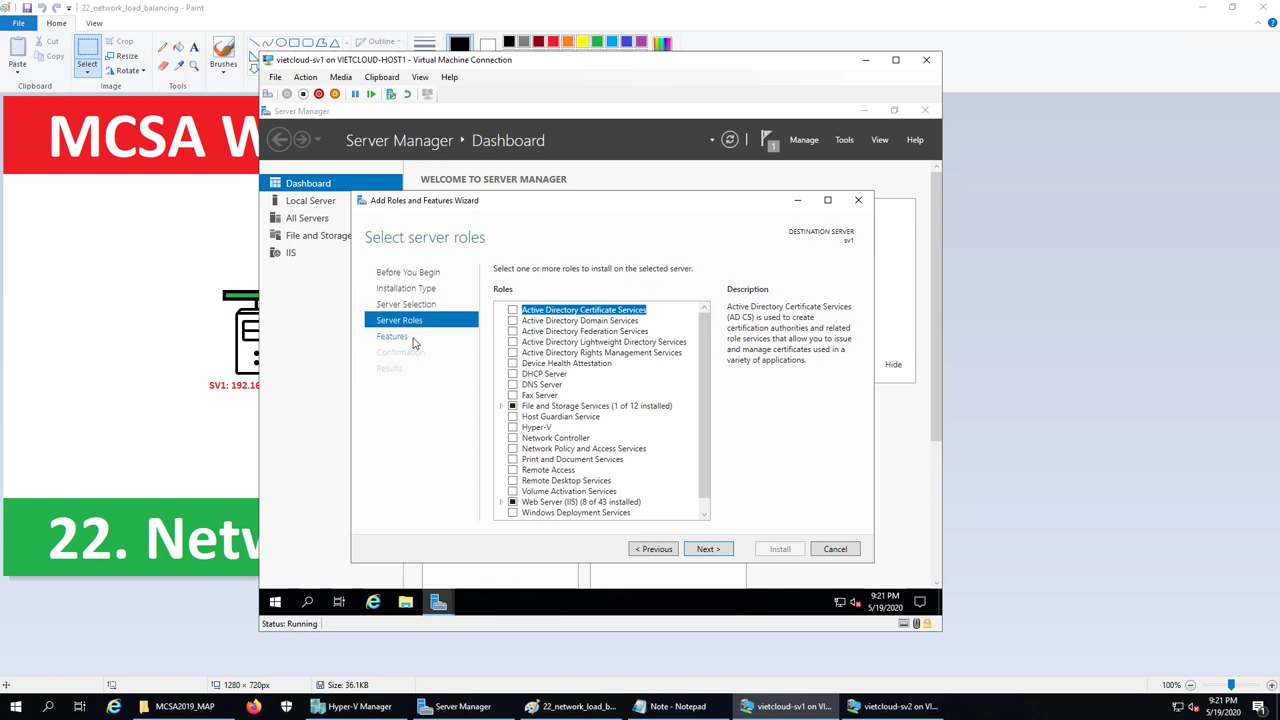 22_network_load_balancing - Paint
File Home View
Paste
Cut
Copy
Clipboard
Select
Crop
Resize
Rotate
Image
Tools
Brushes
Outline
MCSA W
SV1: 192.16
22. Netw
vietcloud-sv1 on VIETCLOUD-HOST1 - Virtual Machine Connection
File Action Media Clipboard View Help
Server Manager
Server Manager • Dashboard
1
Manage Tools View Help
Dashboard
Local Server
All Servers
File and Storage
IIS
WELCOME TO SERVER MANAGER
Hide
Add Roles and Features Wizard
Select server roles
DESTINATION SERVER
sv1
Before You Begin
Installation Type
Server Selection
Server Roles
Features
Confirmation
Results
Select one or more roles to install on the selected server.
Roles
Active Directory Certificate Services
Active Directory Domain Services
Active Directory Federation Services
Active Directory Lightweight Directory Services
Active Directory Rights Management Services
Device Health Attestation
DHCP Server
DNS Server
Fax Server
File and Storage Services (1 of 12 installed)
Host Guardian Service
Hyper-V
Network Controller
Network Policy and Access Services
Print and Document Services
Remote Access
Remote Desktop Services
Volume Activation Services
Web Server (IIS) (8 of 43 installed)
Windows Deployment Services
Description
Active Directory Certificate Services
(AD CS) is used to create
certification authorities and related
role services that allow you to issue
and manage certificates used in a
variety of applications.
< Previous Next > Install Cancel
9:21 PM
5/19/2020
Status: Running
1280 × 720px
Size: 36.1KB
100%
MCSA2019_MAP
Hyper-V Manager
Server Manager
22_network_load_b...
Note - Notepad
vietcloud-sv1 on VI...
vietcloud-sv2 on VI...
9:21 PM
5/19/2020